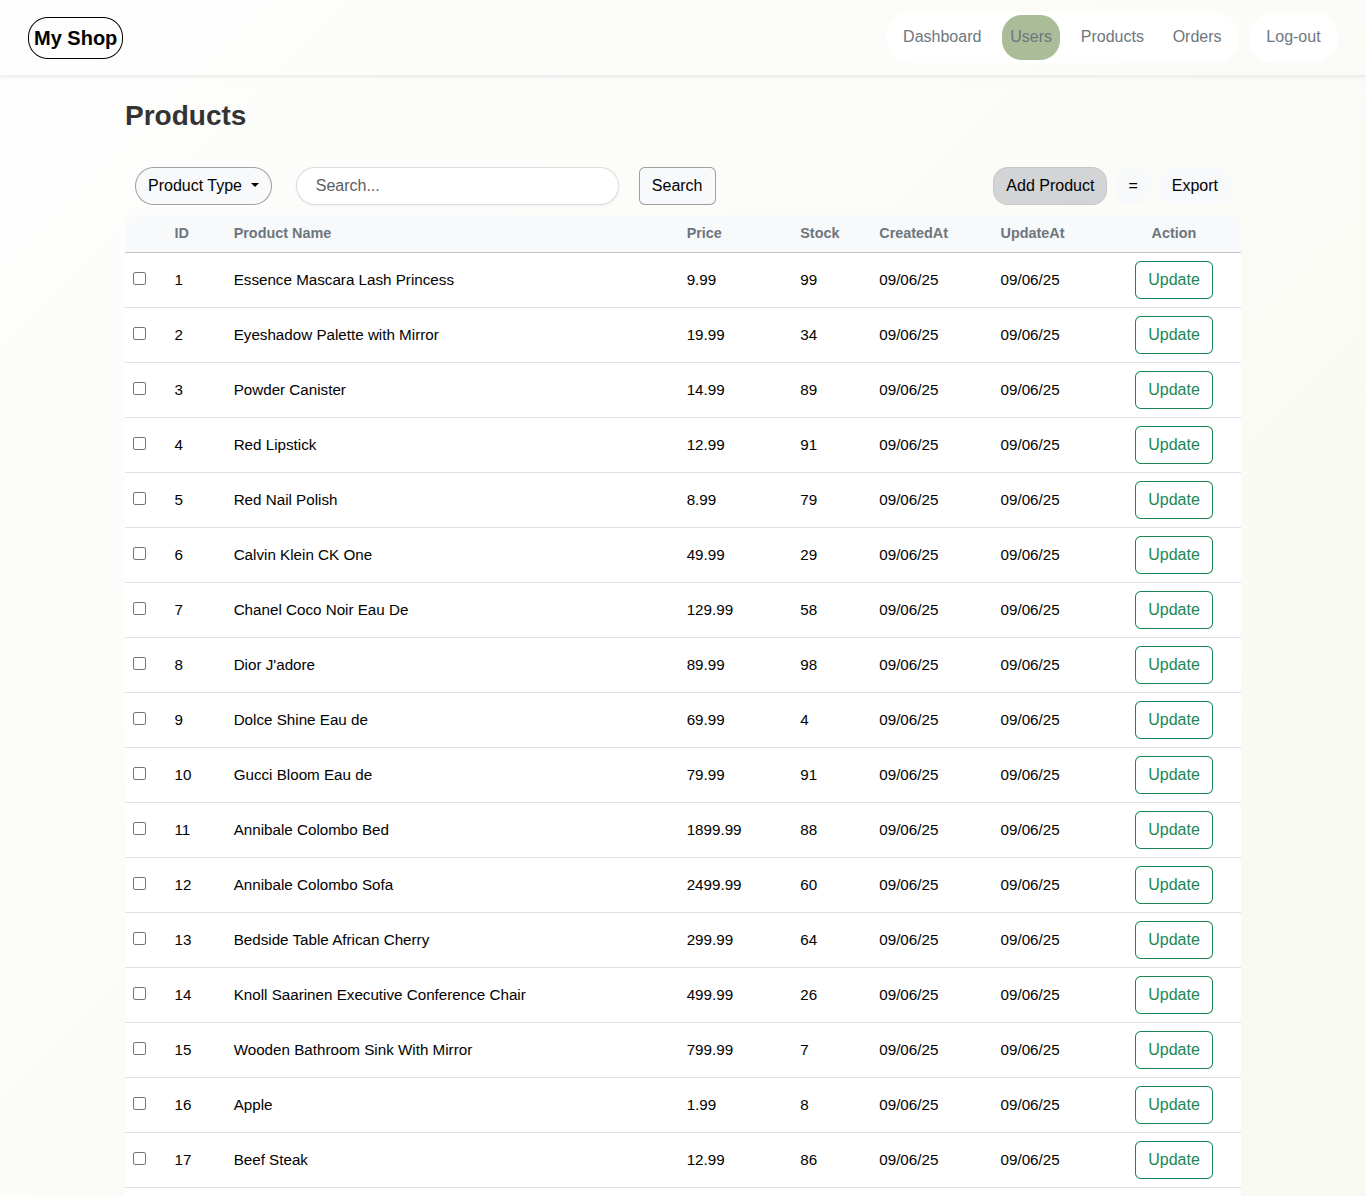 My Shop Dashboard Users Products Orders Log-out
Products
Product Type Search... Search Add Product = Export
ID Product Name Price Stock CreatedAt UpdateAt Action
1 Essence Mascara Lash Princess 9.99 99 09/06/25 09/06/25 Update
2 Eyeshadow Palette with Mirror 19.99 34 09/06/25 09/06/25 Update
3 Powder Canister 14.99 89 09/06/25 09/06/25 Update
4 Red Lipstick 12.99 91 09/06/25 09/06/25 Update
5 Red Nail Polish 8.99 79 09/06/25 09/06/25 Update
6 Calvin Klein CK One 49.99 29 09/06/25 09/06/25 Update
7 Chanel Coco Noir Eau De 129.99 58 09/06/25 09/06/25 Update
8 Dior J'adore 89.99 98 09/06/25 09/06/25 Update
9 Dolce Shine Eau de 69.99 4 09/06/25 09/06/25 Update
10 Gucci Bloom Eau de 79.99 91 09/06/25 09/06/25 Update
11 Annibale Colombo Bed 1899.99 88 09/06/25 09/06/25 Update
12 Annibale Colombo Sofa 2499.99 60 09/06/25 09/06/25 Update
13 Bedside Table African Cherry 299.99 64 09/06/25 09/06/25 Update
14 Knoll Saarinen Executive Conference Chair 499.99 26 09/06/25 09/06/25 Update
15 Wooden Bathroom Sink With Mirror 799.99 7 09/06/25 09/06/25 Update
16 Apple 1.99 8 09/06/25 09/06/25 Update
17 Beef Steak 12.99 86 09/06/25 09/06/25 Update